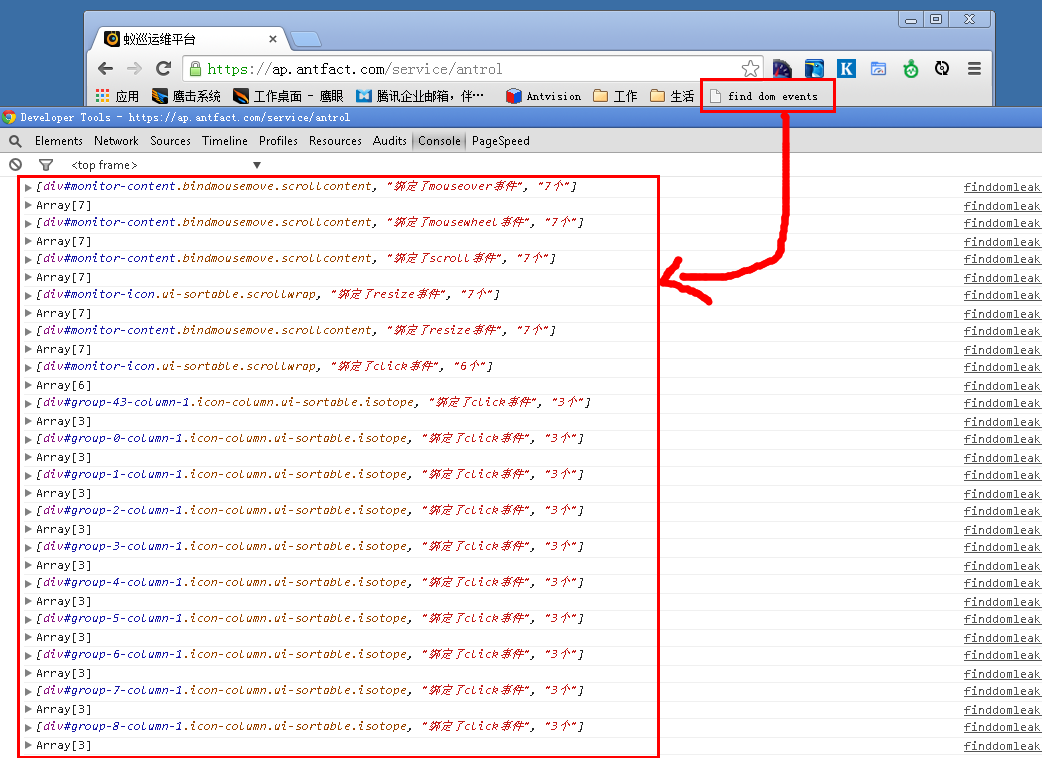 蚁巡运维平台
https://ap.antfact.com/service/antrol
应用 鹰击系统 工作桌面 - 鹰眼 腾讯企业邮箱，伴… Antvision 工作 生活 find dom events
Developer Tools - https://ap.antfact.com/service/antrol
Elements Network Sources Timeline Profiles Resources Audits Console PageSpeed
<top frame>
[div#monitor-content.bindmousemove.scrollcontent, "绑定了mouseover事件", "7个"] finddomleak
Array[7] finddomleak
[div#monitor-content.bindmousemove.scrollcontent, "绑定了mousewheel事件", "7个"] finddomleak
Array[7] finddomleak
[div#monitor-content.bindmousemove.scrollcontent, "绑定了scroll事件", "7个"] finddomleak
Array[7] finddomleak
[div#monitor-icon.ui-sortable.scrollwrap, "绑定了resize事件", "7个"] finddomleak
Array[7] finddomleak
[div#monitor-content.bindmousemove.scrollcontent, "绑定了resize事件", "7个"] finddomleak
Array[7] finddomleak
[div#monitor-icon.ui-sortable.scrollwrap, "绑定了click事件", "6个"] finddomleak
Array[6] finddomleak
[div#group-43-column-1.icon-column.ui-sortable.isotope, "绑定了click事件", "3个"] finddomleak
Array[3] finddomleak
[div#group-0-column-1.icon-column.ui-sortable.isotope, "绑定了click事件", "3个"] finddomleak
Array[3] finddomleak
[div#group-1-column-1.icon-column.ui-sortable.isotope, "绑定了click事件", "3个"] finddomleak
Array[3] finddomleak
[div#group-2-column-1.icon-column.ui-sortable.isotope, "绑定了click事件", "3个"] finddomleak
Array[3] finddomleak
[div#group-3-column-1.icon-column.ui-sortable.isotope, "绑定了click事件", "3个"] finddomleak
Array[3] finddomleak
[div#group-4-column-1.icon-column.ui-sortable.isotope, "绑定了click事件", "3个"] finddomleak
Array[3] finddomleak
[div#group-5-column-1.icon-column.ui-sortable.isotope, "绑定了click事件", "3个"] finddomleak
Array[3] finddomleak
[div#group-6-column-1.icon-column.ui-sortable.isotope, "绑定了click事件", "3个"] finddomleak
Array[3] finddomleak
[div#group-7-column-1.icon-column.ui-sortable.isotope, "绑定了click事件", "3个"] finddomleak
Array[3] finddomleak
[div#group-8-column-1.icon-column.ui-sortable.isotope, "绑定了click事件", "3个"] finddomleak
Array[3] finddomleak